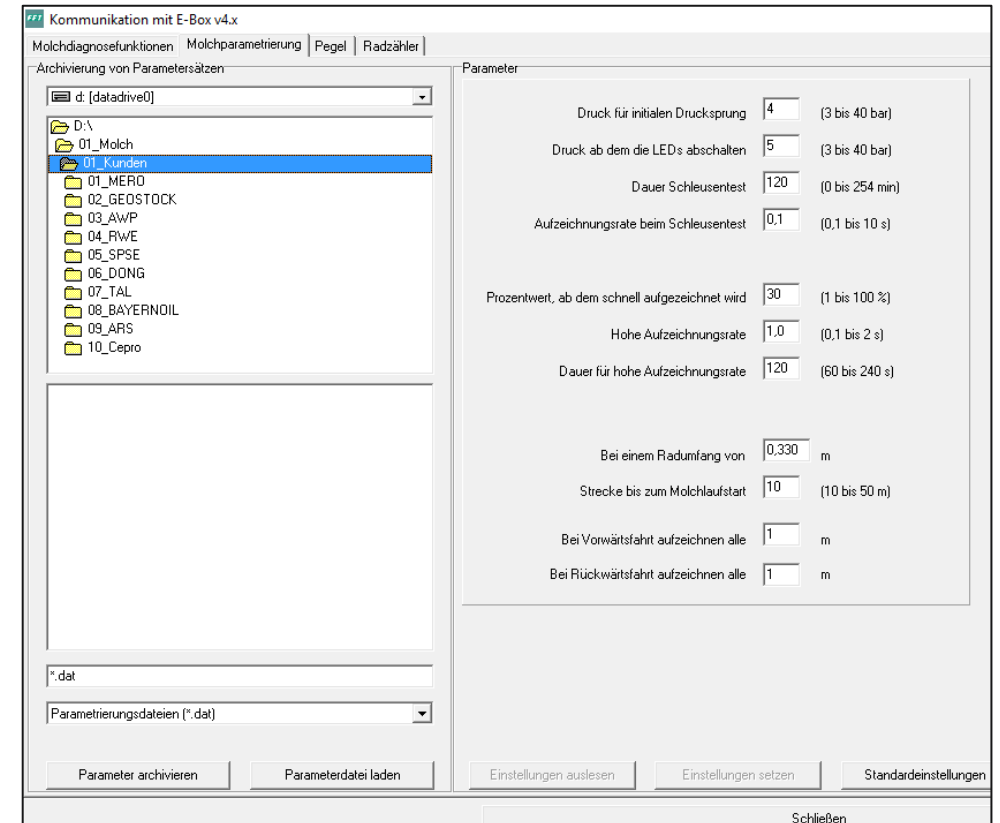 Kommunikation mit E-Box v4.x
Molchdiagnosefunktionen Molchparametrierung Pegel Radzähler
Archivierung von Parametersätzen
d: [datadrive0]
D:\
01_Molch
01_Kunden
01_MERO
02_GEOSTOCK
03_AWP
04_RWE
05_SPSE
06_DONG
07_TAL
08_BAYERNOIL
09_ARS
10_Cepro
*.dat
Parametrierungsdateien (*.dat)
Parameter archivieren Parameterdatei laden
Parameter
Druck für initialen Drucksprung 4 (3 bis 40 bar)
Druck ab dem die LEDs abschalten 5 (3 bis 40 bar)
Dauer Schleusentest 120 (0 bis 254 min)
Aufzeichnungsrate beim Schleusentest 0,1 (0,1 bis 10 s)
Prozentwert, ab dem schnell aufgezeichnet wird 30 (1 bis 100 %)
Hohe Aufzeichnungsrate 1,0 (0,1 bis 2 s)
Dauer für hohe Aufzeichnungsrate 120 (60 bis 240 s)
Bei einem Radumfang von 0,330 m
Strecke bis zum Molchlaufstart 10 (10 bis 50 m)
Bei Vorwärtsfahrt aufzeichnen alle 1 m
Bei Rückwärtsfahrt aufzeichnen alle 1 m
Einstellungen auslesen Einstellungen setzen Standardeinstellungen
Schließen